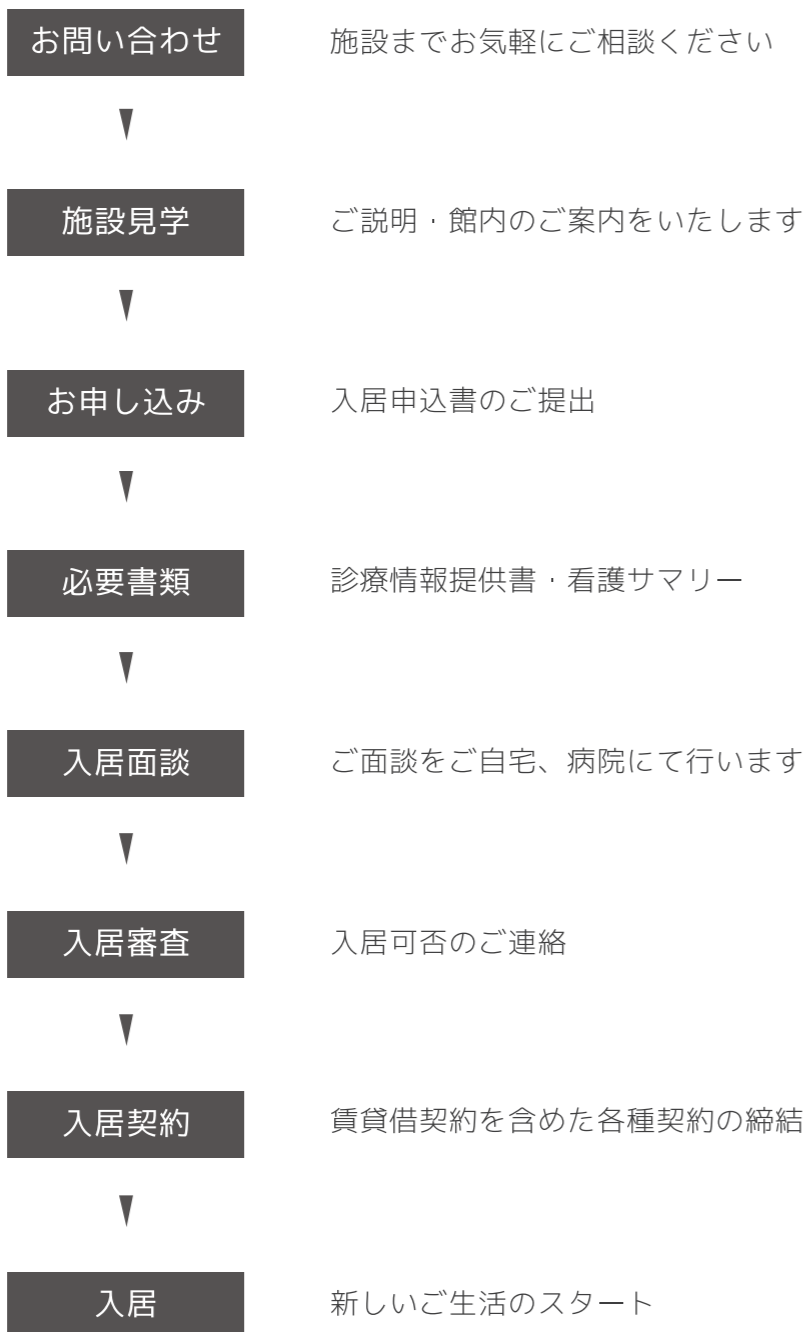 お問い合わせ
施設までお気軽にご相談ください
施設見学
ご説明・館内のご案内をいたします
お申し込み
入居申込書のご提出
必要書類
診療情報提供書・看護サマリー
入居面談
ご面談をご自宅、病院にて行います
入居審査
入居可否のご連絡
入居契約
賃貸借契約を含めた各種契約の締結
入居
新しいご生活のスタート